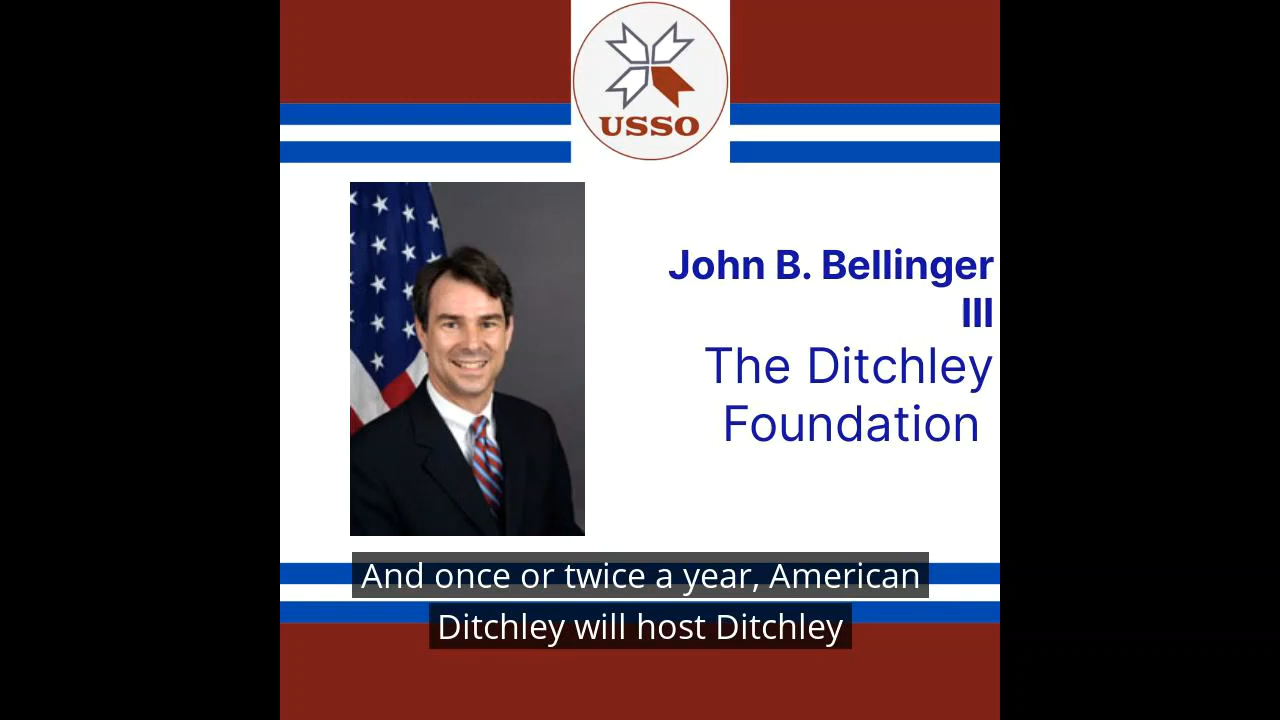 USSO
John B. Bellinger
III
The Ditchley
Foundation
And once or twice a year, American
Ditchley will host Ditchley